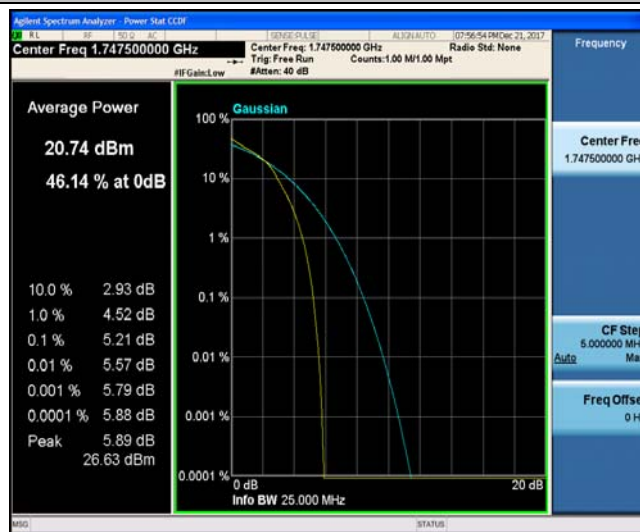 Agilent Spectrum Analyzer - Power Stat CCDF
RL RF 50 Ω AC SENSE:PULSE ALIGN AUTO 07:56:54 PM Dec 21, 2017
Center Freq 1.747500000 GHz
Center Freq: 1.747500000 GHz Radio Std: None
Trig: Free Run Counts:1.00 M/1.00 Mpt
#IFGain:Low #Atten: 40 dB
Frequency
Average Power
20.74 dBm
46.14 % at 0dB
10.0 % 2.93 dB
1.0 % 4.52 dB
0.1 % 5.21 dB
0.01 % 5.57 dB
0.001 % 5.79 dB
0.0001 % 5.88 dB
Peak 5.89 dB
26.63 dBm
Gaussian
100 %
10 %
1 %
0.1 %
0.01 %
0.001 %
0.0001 %
0 dB 20 dB
Info BW 25.000 MHz
Center Fre
1.747500000 GH
CF Ste
5.000000 MH
Auto Ma
Freq Offse
0 H
MSG STATUS